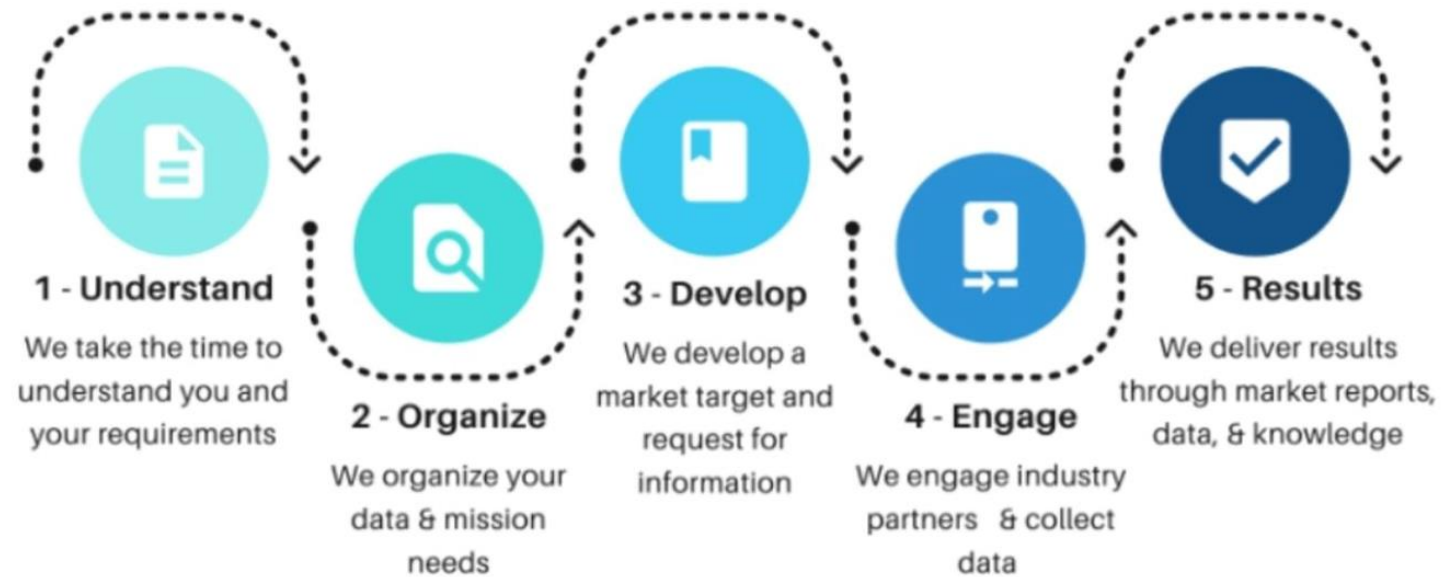 1 - Understand
We take the time to
understand you and
your requirements
2 - Organize
We organize your
data & mission
needs
3 - Develop
We develop a
market target and
request for
information
4 - Engage
We engage industry
partners & collect
data
5 - Results
We deliver results
through market reports,
data, & knowledge